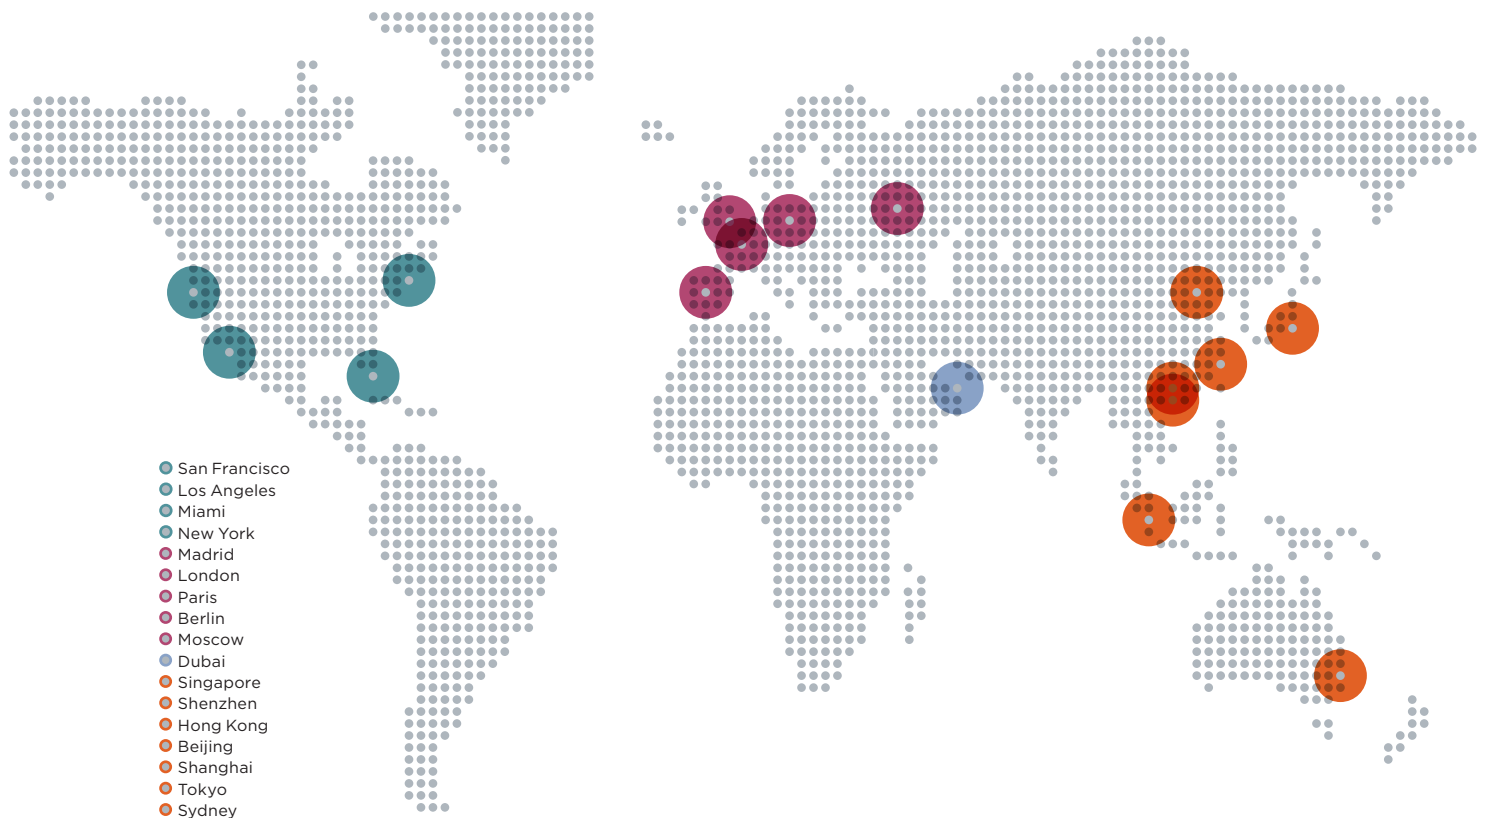 San Francisco
Los Angeles
Miami
New York
Madrid
London
Paris
Berlin
Moscow
Dubai
Singapore
Shenzhen
Hong Kong
Beijing
Shanghai
Tokyo
Sydney